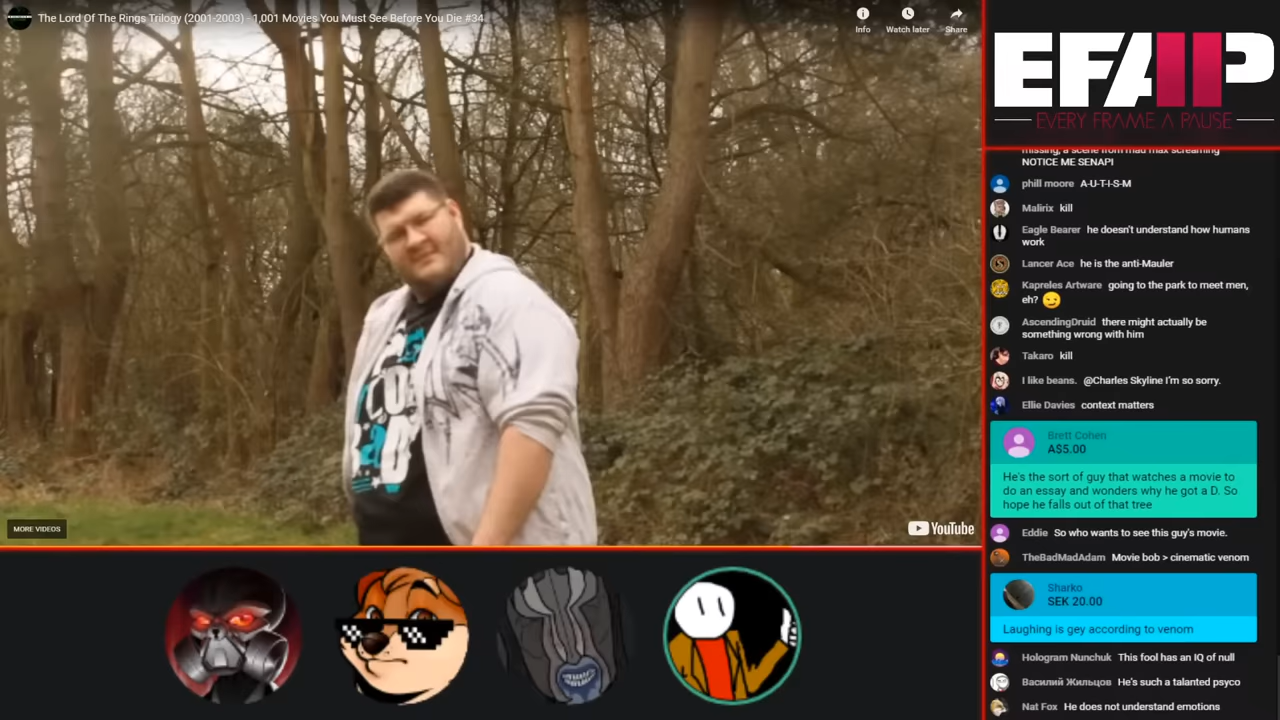 The Lord Of The Rings Trilogy (2001-2003) - 1,001 Movies You Must See Before You Die #34
Info
Watch later
Share
MORE VIDEOS
YouTube
EFAP
EVERY FRAME A PAUSE
missing, a scene from mad max screaming
NOTICE ME SENAPI
phill moore A-U-T-I-S-M
Malirix kill
Eagle Bearer he doesn't understand how humans
work
Lancer Ace he is the anti-Mauler
Kapreles Artware going to the park to meet men,
eh? 😏
AscendingDruid there might actually be
something wrong with him
Takaro kill
I like beans. @Charles Skyline I'm so sorry.
Ellie Davies context matters
Brett Cohen
A$5.00
He's the sort of guy that watches a movie to
do an essay and wonders why he got a D. So
hope he falls out of that tree
Eddie So who wants to see this guy's movie.
TheBadMadAdam Movie bob > cinematic venom
Sharko
SEK 20.00
Laughing is gey according to venom
Hologram Nunchuk This fool has an IQ of null
Василий Жильцов He's such a talanted psyco
Nat Fox He does not understand emotions